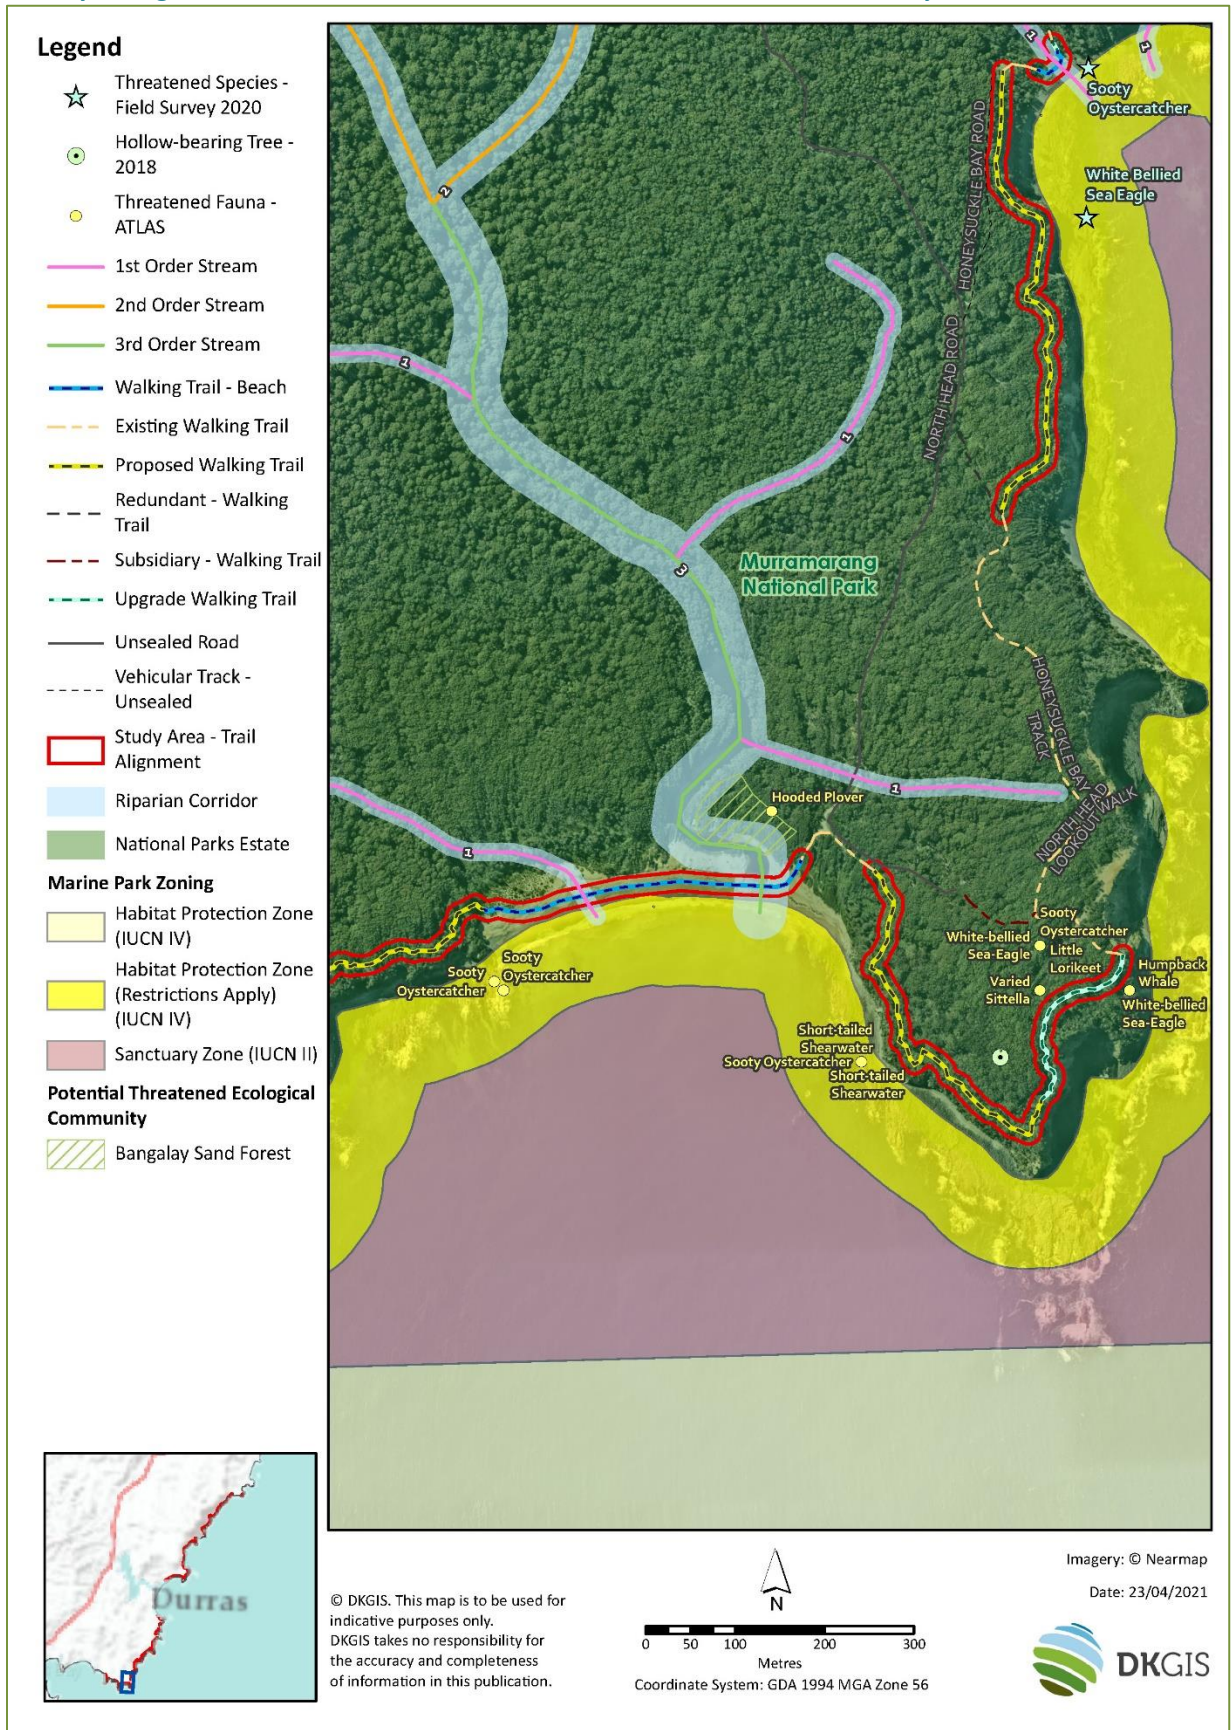 Legend
Threatened Species -
Field Survey 2020
Hollow-bearing Tree -
2018
Threatened Fauna -
ATLAS
1st Order Stream
2nd Order Stream
3rd Order Stream
Walking Trail - Beach
Existing Walking Trail
Proposed Walking Trail
Redundant - Walking
Trail
Subsidiary - Walking Trail
Upgrade Walking Trail
Unsealed Road
Vehicular Track -
Unsealed
Study Area - Trail
Alignment
Riparian Corridor
National Parks Estate
Marine Park Zoning
Habitat Protection Zone
(IUCN IV)
Habitat Protection Zone
(Restrictions Apply)
(IUCN IV)
Sanctuary Zone (IUCN II)
Potential Threatened Ecological
Community
Bangalay Sand Forest
1
1
Sooty
Oystercatcher
2
White Bellied
Sea Eagle
HONEYSUCKLE BAY ROAD
NORTH HEAD ROAD
1
1
3
Murramarang
National Park
HONEYSUCKLE BAY
TRACK
1
Hooded Plover
NORTH HEAD
LOOKOUT WALK
1
Sooty
Oystercatcher
White-bellied
Sea-Eagle
Little
Lorikeet
Sooty
Oystercatcher
Sooty
Oystercatcher
Varied
Sittella
Humpback
Whale
White-bellied
Sea-Eagle
Short-tailed
Shearwater
Sooty Oystercatcher
Short-tailed
Shearwater
Durras
© DKGIS. This map is to be used for
indicative purposes only.
DKGIS takes no responsibility for
the accuracy and completeness
of information in this publication.
N
0 50 100 200 300
Metres
Coordinate System: GDA 1994 MGA Zone 56
Imagery: © Nearmap
Date: 23/04/2021
DKGIS